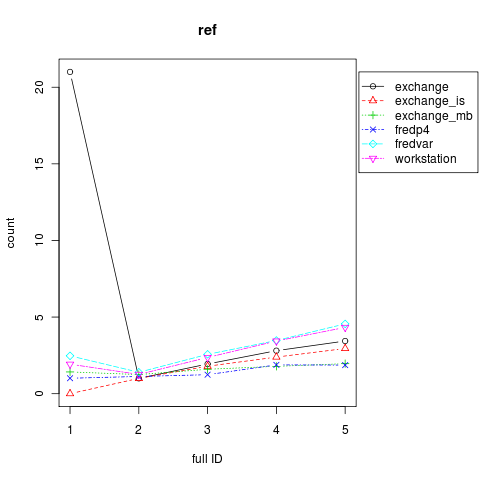 ref
count
20
15
10
5
0
1 2 3 4 5
full ID
exchange
exchange_is
exchange_mb
fredp4
fredvar
workstation